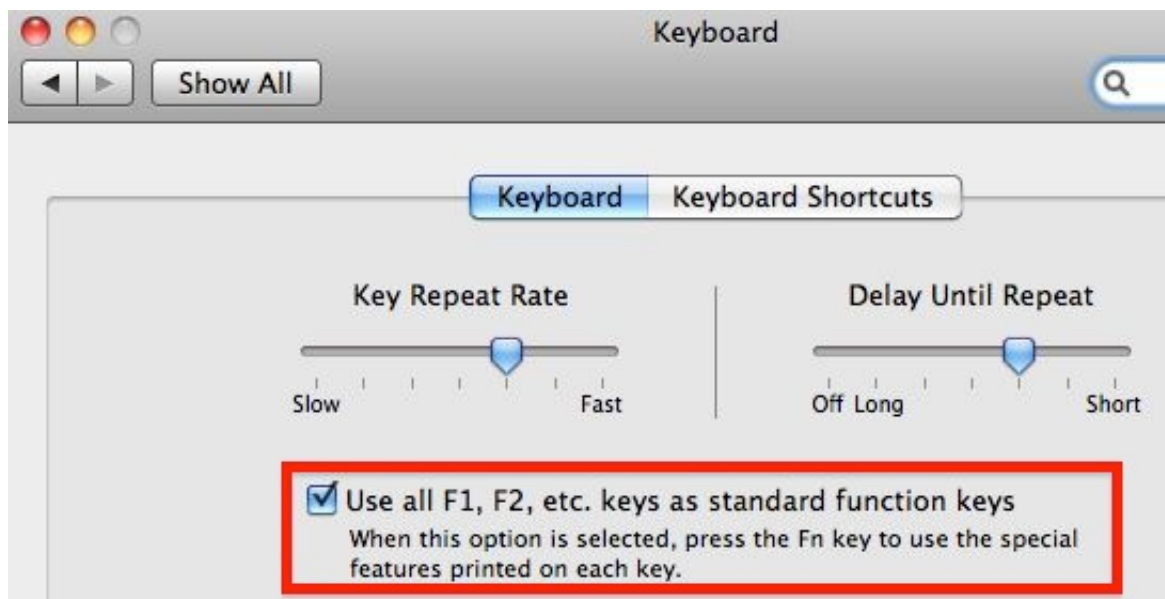 Keyboard
Show All
Keyboard Keyboard Shortcuts
Key Repeat Rate Delay Until Repeat
Slow Fast Off Long Short
Use all F1, F2, etc. keys as standard function keys
When this option is selected, press the Fn key to use the special
features printed on each key.